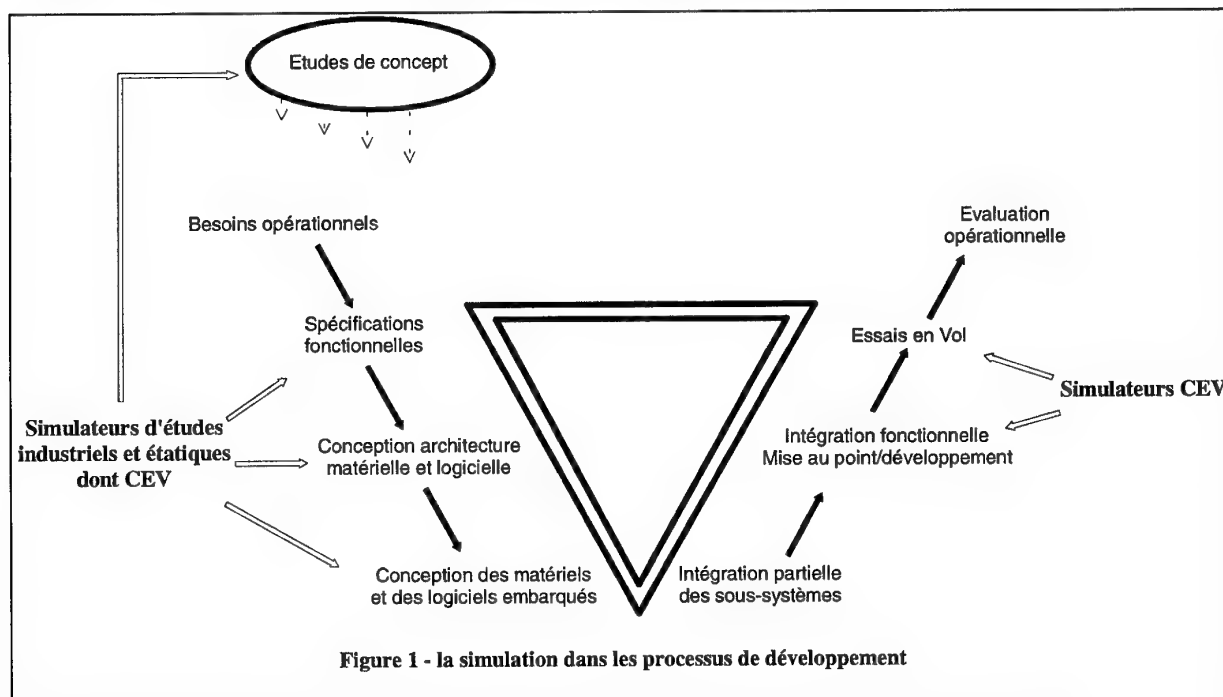 Etudes de concept
Besoins opérationnels
Spécifications
fonctionnelles
Conception architecture
matérielle et logicielle
Conception des matériels
et des logiciels embarqués
Simulateurs d'études
industriels et étatiques
dont CEV
Evaluation
opérationnelle
Essais en Vol
Simulateurs CEV
Intégration fonctionnelle
Mise au point/développement
Intégration partielle
des sous-systèmes
Figure 1 - la simulation dans les processus de développement